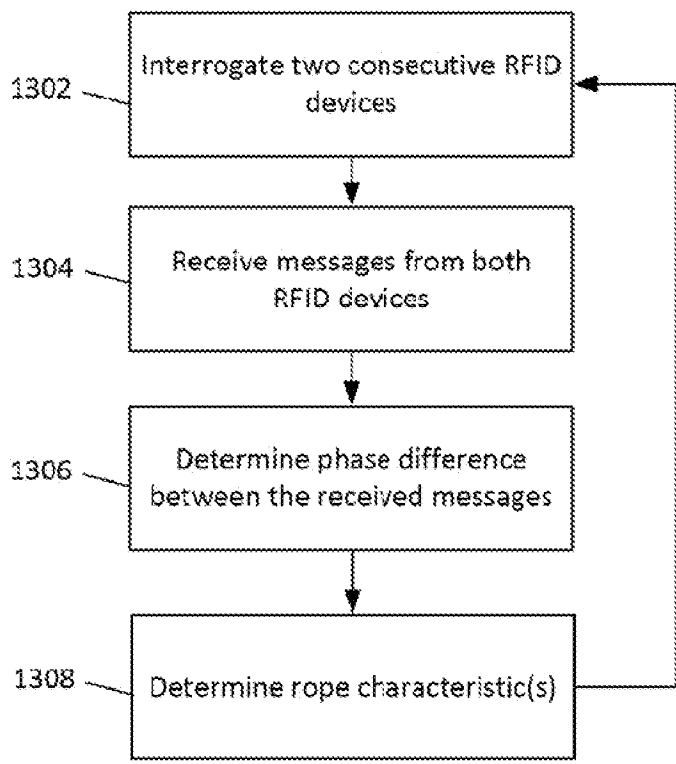 1302
Interrogate two consecutive RFID
devices
1304
Receive messages from both
RFID devices
1306
Determine phase difference
between the received messages
1308
Determine rope characteristic(s)